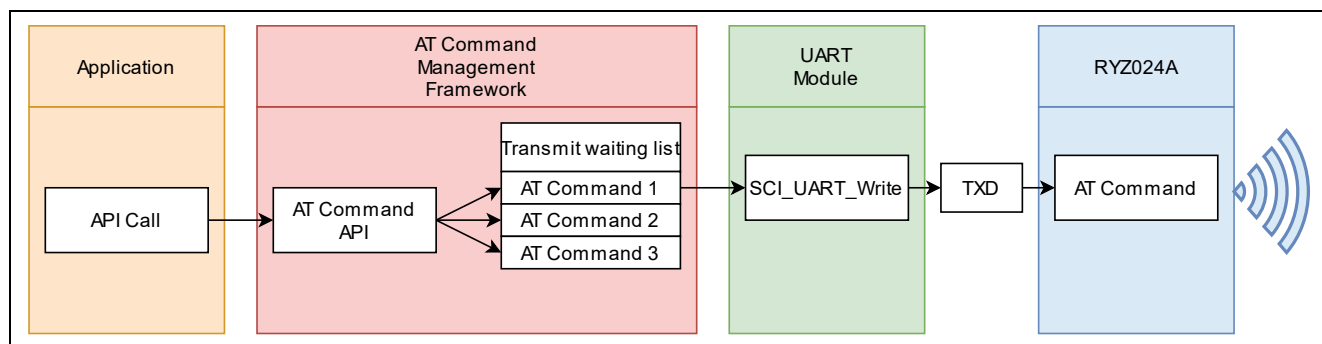 Application
API Call
AT Command
Management
Framework
AT Command
API
Transmit waiting list
AT Command 1
AT Command 2
AT Command 3
UART
Module
SCI_UART_Write
TXD
RYZ024A
AT Command